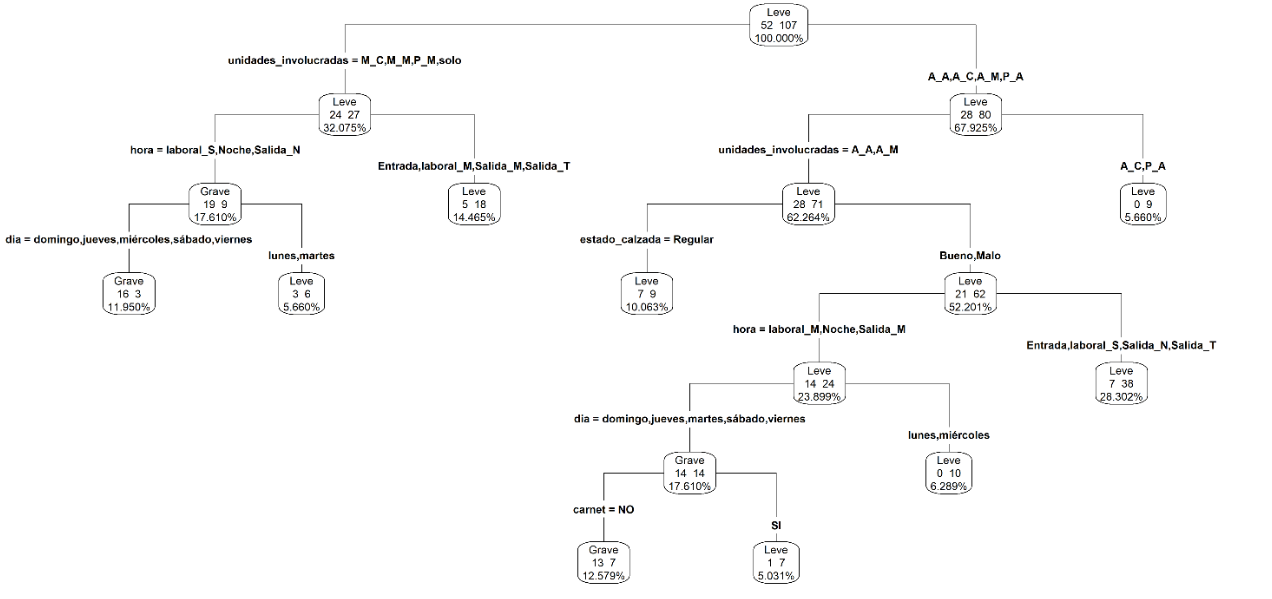 Leve
52 107
100.000%
unidades_involucradas = M_C,M_M,P_M,solo
A_A,A_C,A_M,P_A
Leve
24 27
32.075%
Leve
28 80
67.925%
hora = laboral_S,Noche,Salida_N
Entrada,laboral_M,Salida_M,Salida_T
unidades_involucradas = A_A,A_M
A_C,P_A
Grave
19 9
17.610%
Leve
5 18
14.465%
Leve
28 71
62.264%
Leve
0 9
5.660%
dia = domingo,jueves,miércoles,sábado,viernes
lunes,martes
estado_calzada = Regular
Bueno,Malo
Grave
16 3
11.950%
Leve
3 6
5.660%
Leve
7 9
10.063%
Leve
21 62
52.201%
hora = laboral_M,Noche,Salida_M
Entrada,laboral_S,Salida_N,Salida_T
Leve
14 24
23.899%
Leve
7 38
28.302%
dia = domingo,jueves,martes,sábado,viernes
lunes,miércoles
Grave
14 14
17.610%
Leve
0 10
6.289%
carnet = NO
SI
Grave
13 7
12.579%
Leve
1 7
5.031%